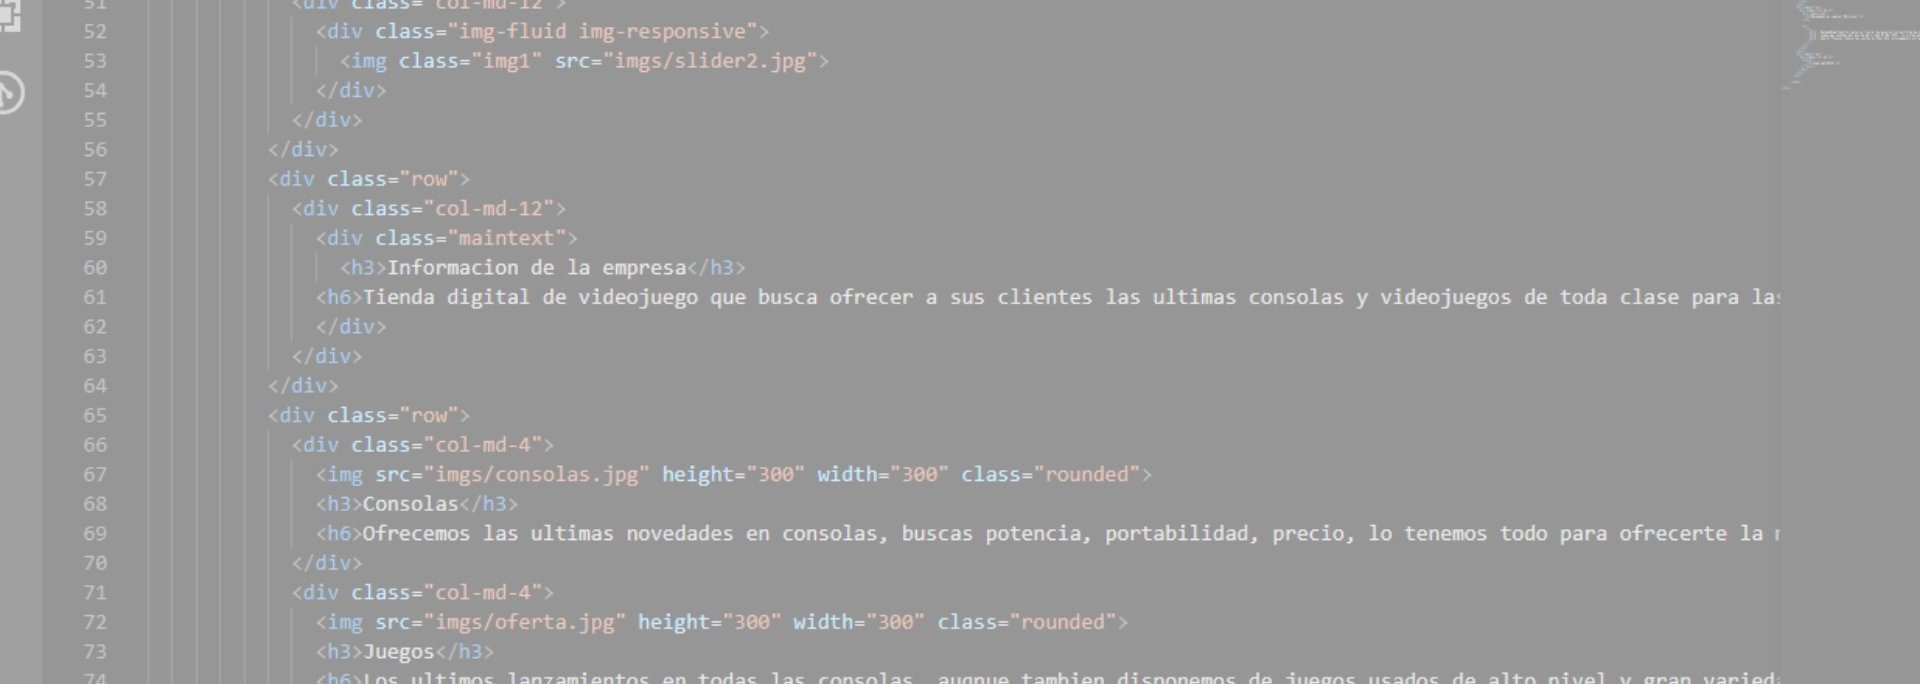 51 <div class="col-md-12">
52 <div class="img-fluid img-responsive">
53 <img class="img1" src="imgs/slider2.jpg">
54 </div>
55 </div>
56 </div>
57 <div class="row">
58 <div class="col-md-12">
59 <div class="maintext">
60 <h3>Informacion de la empresa</h3>
61 <h6>Tienda digital de videojuego que busca ofrecer a sus clientes las ultimas consolas y videojuegos de toda clase para las
62 </div>
63 </div>
64 </div>
65 <div class="row">
66 <div class="col-md-4">
67 <img src="imgs/consolas.jpg" height="300" width="300" class="rounded">
68 <h3>Consolas</h3>
69 <h6>Ofrecemos las ultimas novedades en consolas, buscas potencia, portabilidad, precio, lo tenemos todo para ofrecerte la
70 </div>
71 <div class="col-md-4">
72 <img src="imgs/oferta.jpg" height="300" width="300" class="rounded">
73 <h3>Juegos</h3>
74 <h6>Los ultimos lanzamientos en todas las consolas, aunque tambien disponemos de juegos usados de alto nivel y gran